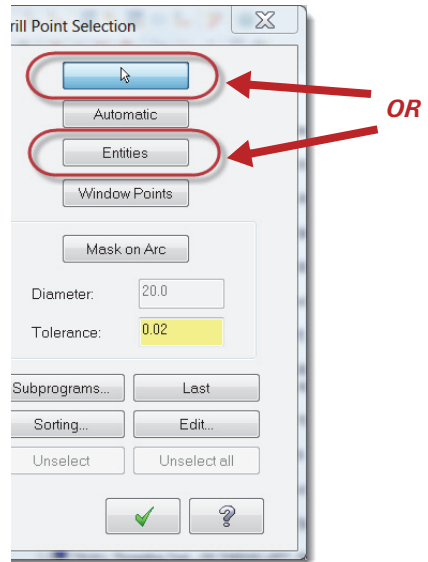 rill Point Selection
Automatic
OR
Entities
Window Points
Mask on Arc
Diameter: 20.0
Tolerance: 0.02
Subprograms... Last
Sorting... Edit...
Unselect Unselect all